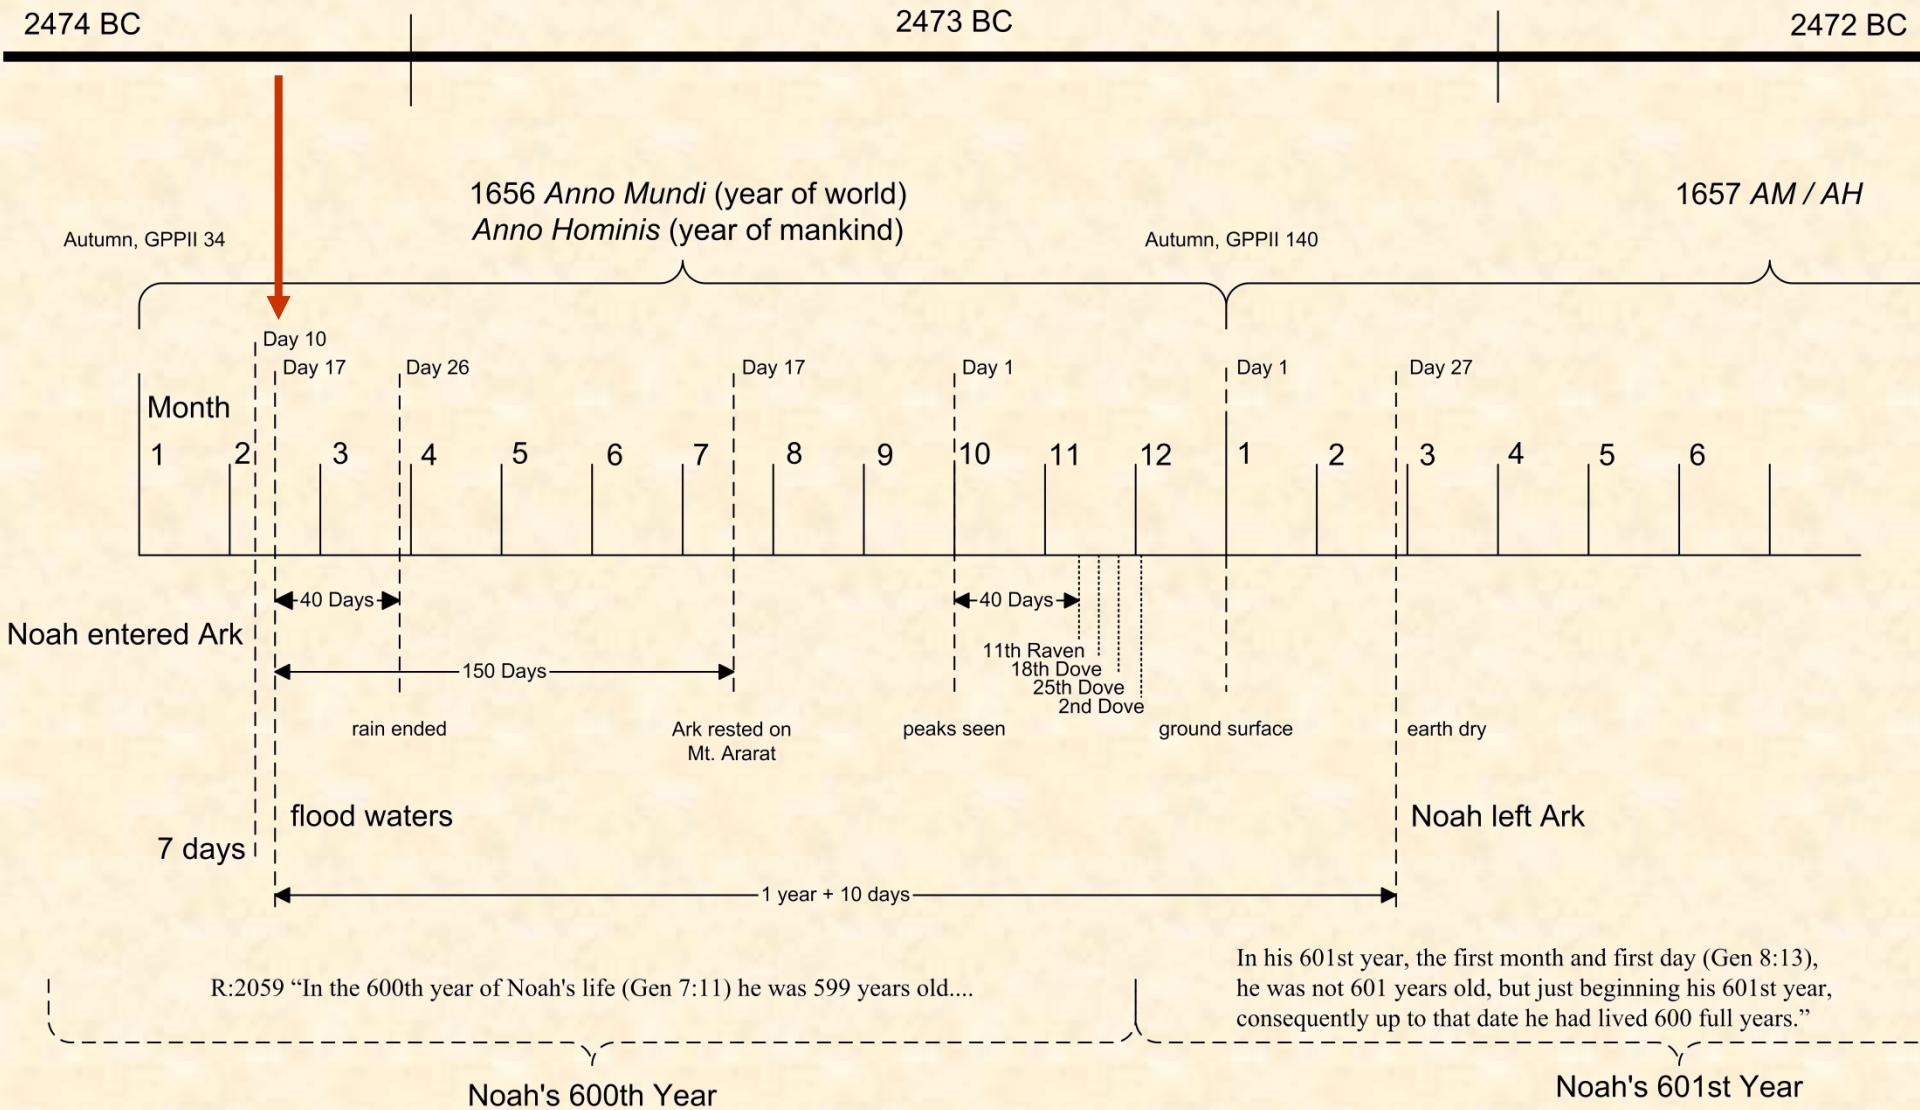 2474 BC
2473 BC
2472 BC
1656 Anno Mundi (year of world)
Anno Hominis (year of mankind)
1657 AM / AH
Autumn, GPPII 34
Autumn, GPPII 140
Day 10
Day 17
Day 26
Day 17
Day 1
Day 1
Day 27
Month
1 2 3 4 5 6 7 8 9 10 11 12 1 2 3 4 5 6
40 Days
40 Days
Noah entered Ark
150 Days
11th Raven
18th Dove
25th Dove
2nd Dove
rain ended
Ark rested on
Mt. Ararat
peaks seen
ground surface
earth dry
flood waters
Noah left Ark
7 days
1 year + 10 days
R:2059 “In the 600th year of Noah's life (Gen 7:11) he was 599 years old....
In his 601st year, the first month and first day (Gen 8:13),
he was not 601 years old, but just beginning his 601st year,
consequently up to that date he had lived 600 full years.”
Noah's 600th Year
Noah's 601st Year